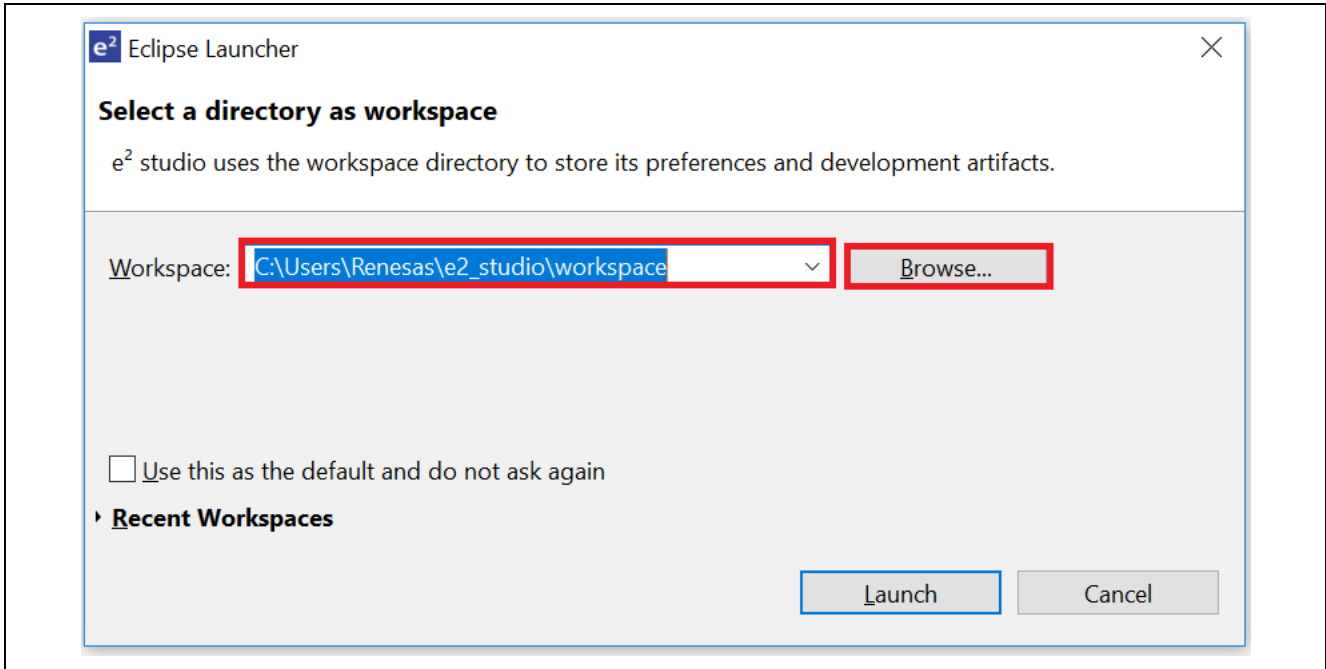 e² Eclipse Launcher
Select a directory as workspace
e² studio uses the workspace directory to store its preferences and development artifacts.
Workspace: C:\Users\Renesas\e2_studio\workspace Browse...
Use this as the default and do not ask again
Recent Workspaces
Launch Cancel